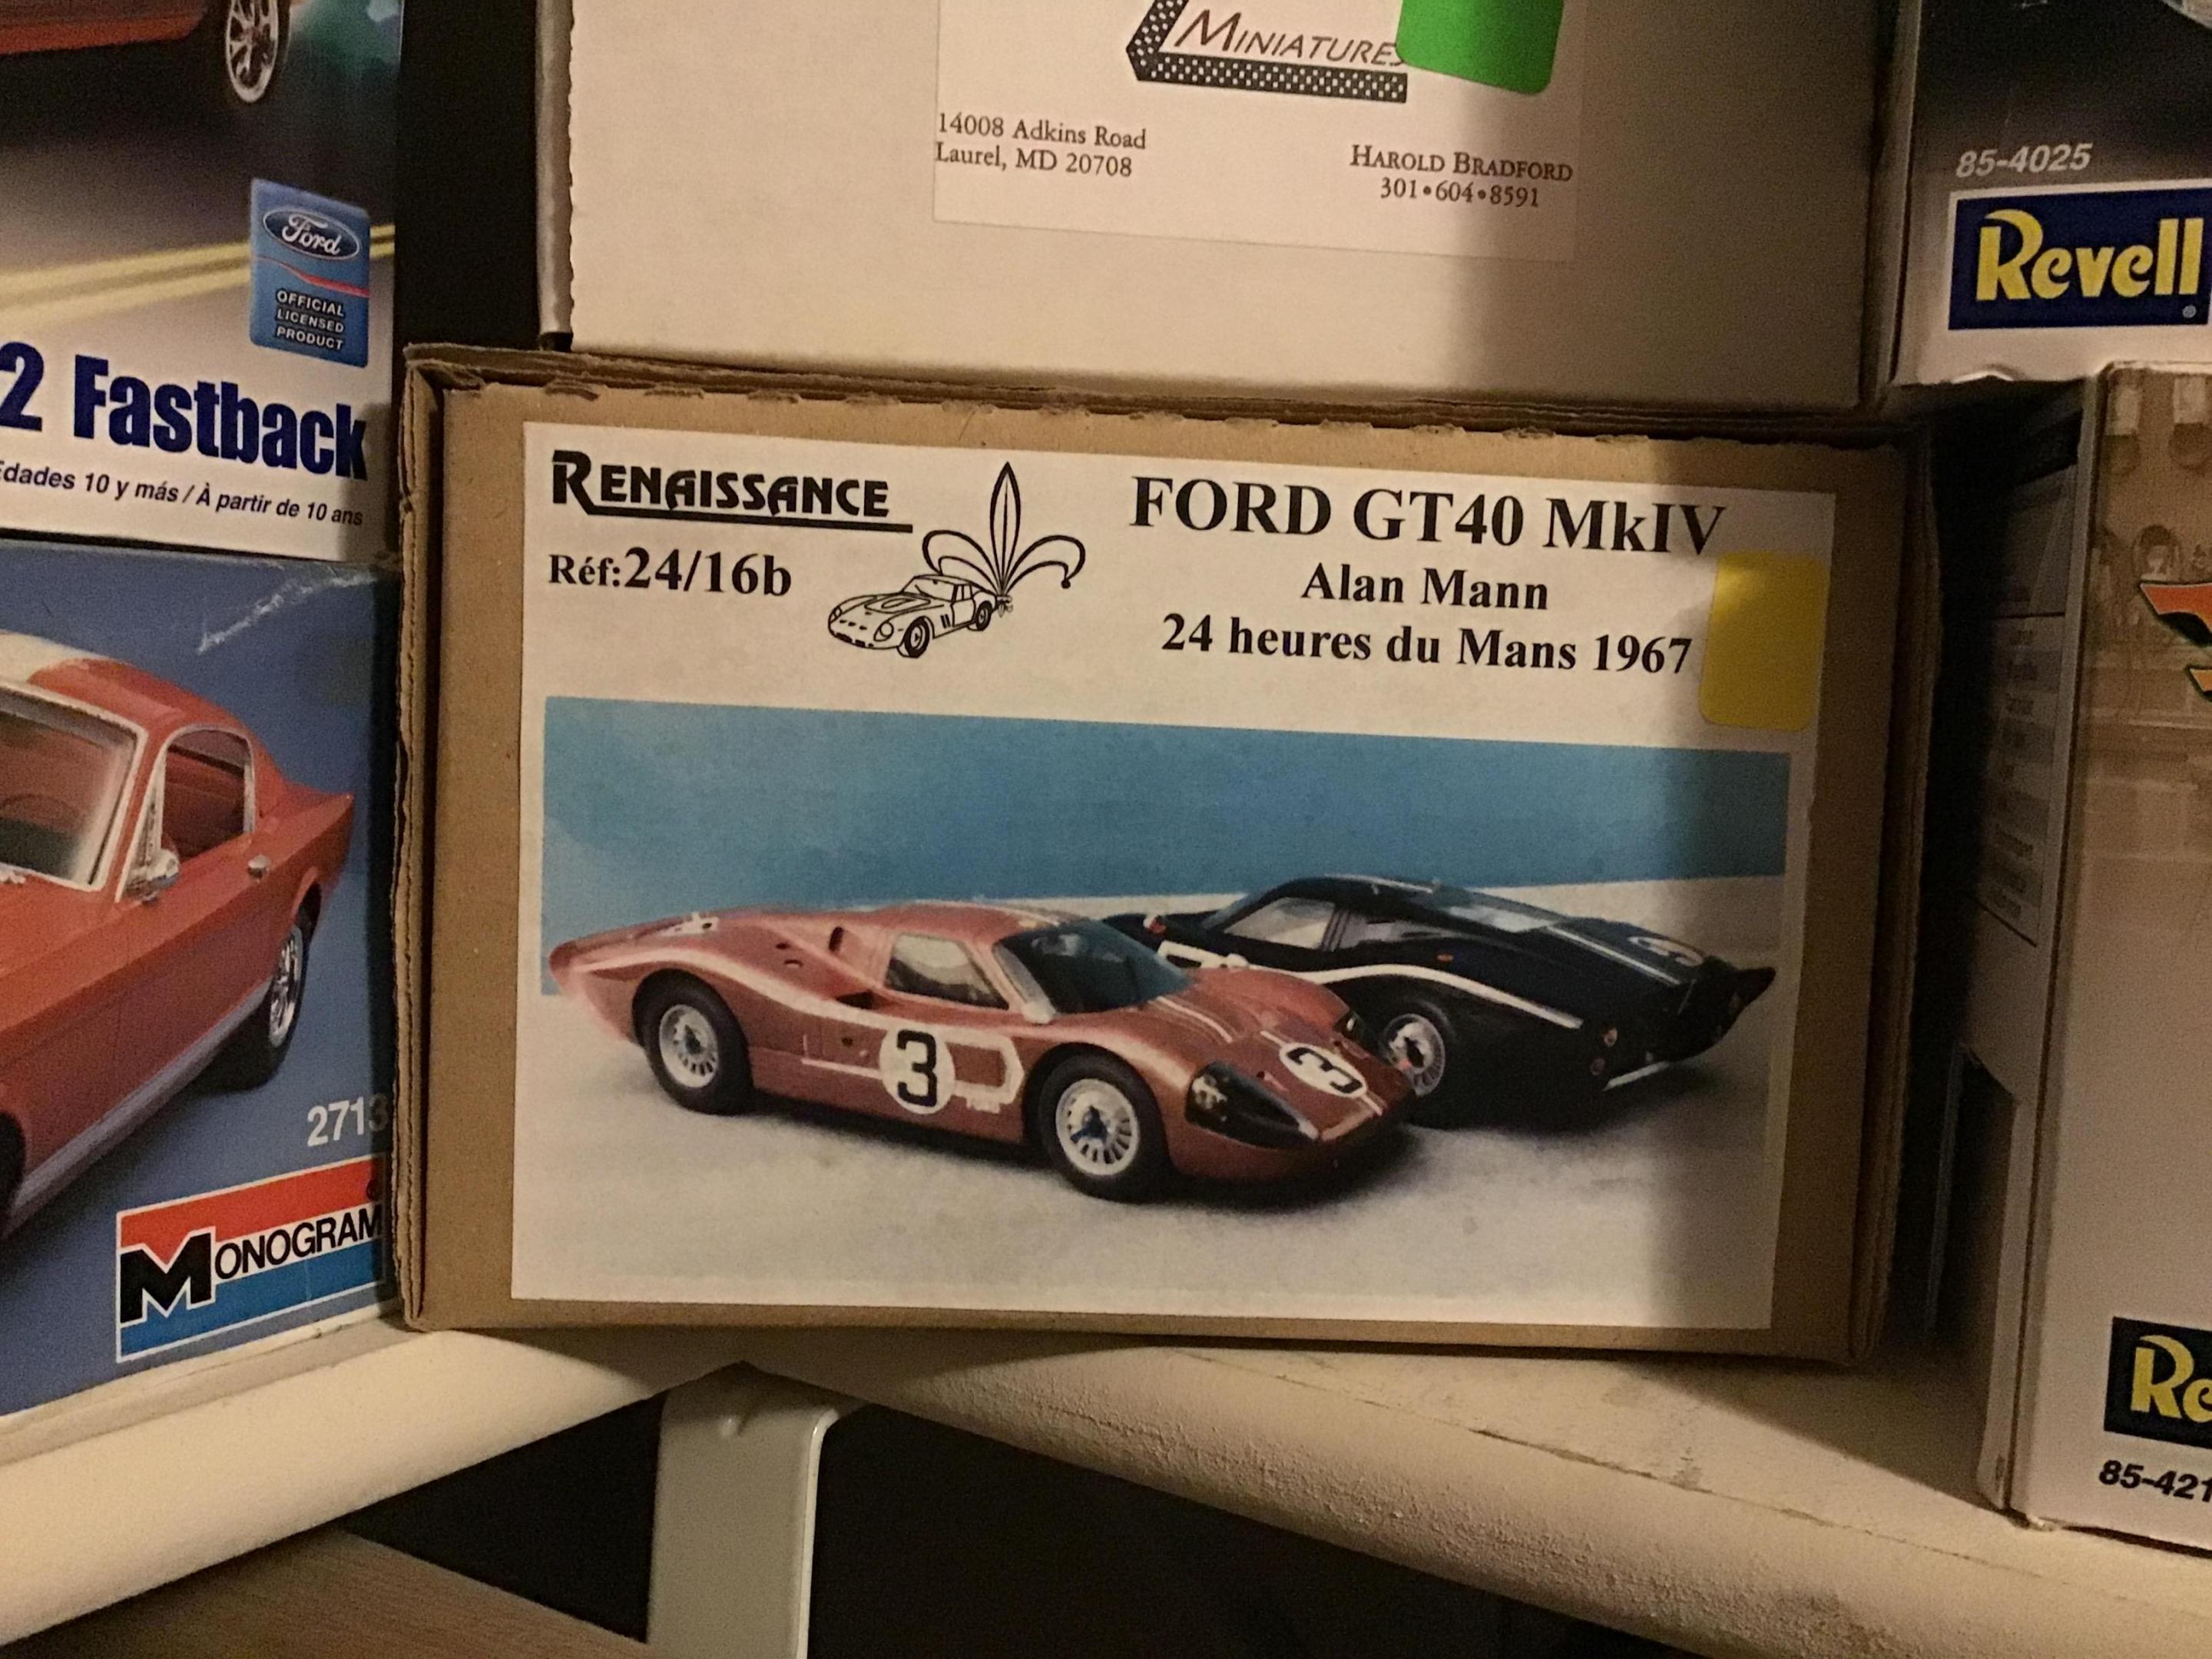 MINIATURES
14008 Adkins Road
Laurel, MD 20708
HAROLD BRADFORD
301•604•8591
85-4025
Revell
Ford
OFFICIAL
LICENSED
PRODUCT
2 Fastback
Edades 10 y más / À partir de 10 ans
RENAISSANCE
Réf:24/16b
FORD GT40 MkIV
Alan Mann
24 heures du Mans 1967
3
3
2713
MONOGRAM
Re
85-421